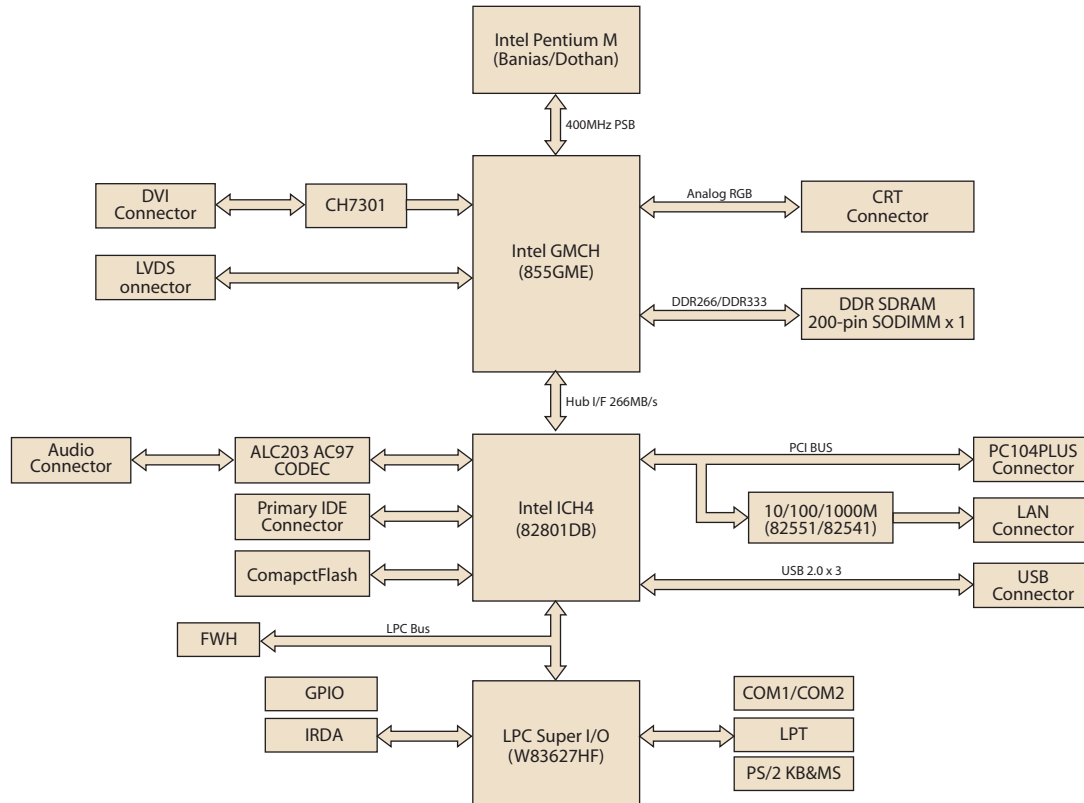 Intel Pentium M
(Banias/Dothan)
400MHz PSB
DVI
Connector
CH7301
Analog RGB
CRT
Connector
Intel GMCH
(855GME)
LVDS
onnector
DDR266/DDR333
DDR SDRAM
200-pin SODIMM x 1
Hub I/F 266MB/s
Audio
Connector
ALC203 AC97
CODEC
PCI BUS
PC104PLUS
Connector
Primary IDE
Connector
Intel ICH4
(82801DB)
10/100/1000M
(82551/82541)
LAN
Connector
ComapctFlash
USB 2.0 x 3
USB
Connector
FWH
LPC Bus
GPIO
IRDA
LPC Super I/O
(W83627HF)
COM1/COM2
LPT
PS/2 KB&MS